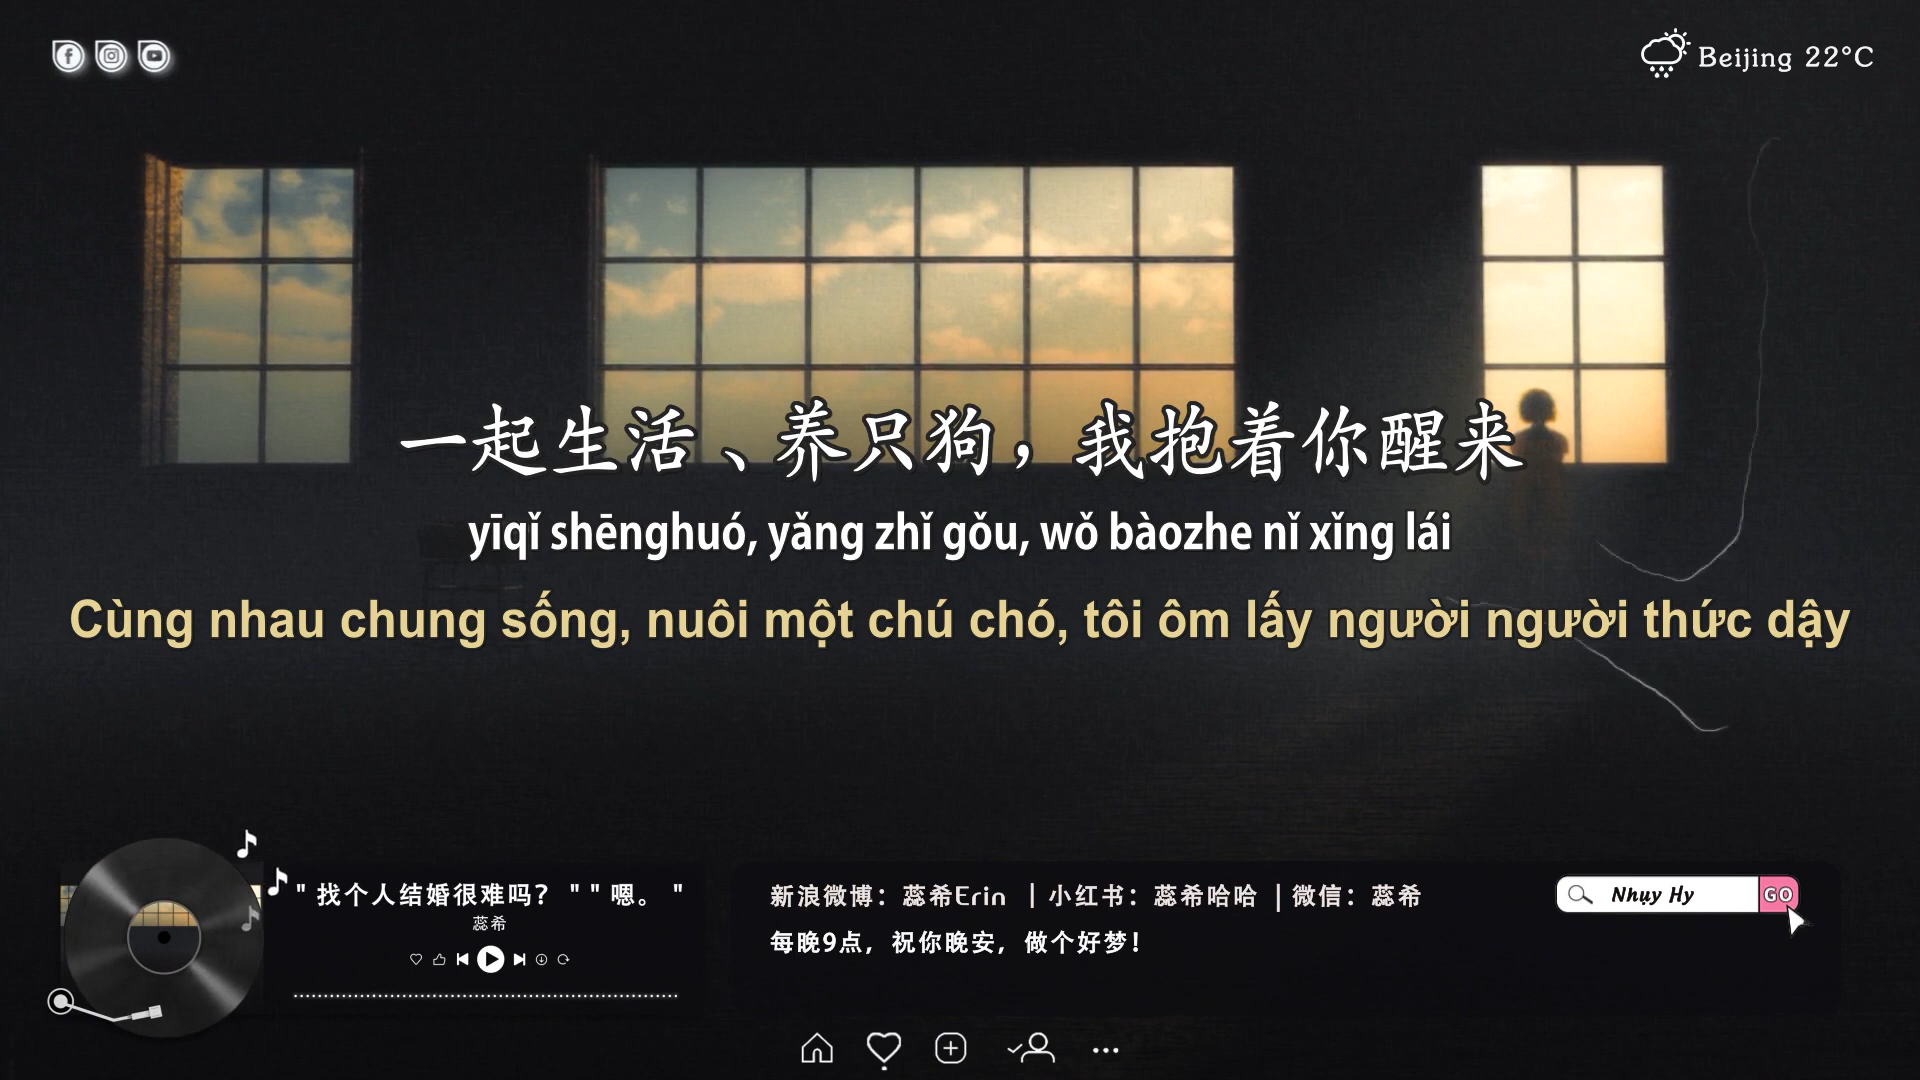 Beijing 22°C
一起生活、养只狗，我抱着你醒来
yīqǐ shēnghuó, yǎng zhǐ gǒu, wǒ bàozhe nǐ xǐng lái
Cùng nhau chung sống, nuôi một chú chó, tôi ôm lấy người người thức dậy
"找个人结婚很难吗？""嗯。"
蕊希
新浪微博：蕊希Erin ｜小红书：蕊希哈哈 ｜微信：蕊希
每晚9点，祝你晚安，做个好梦！
Nhụy Hy GO